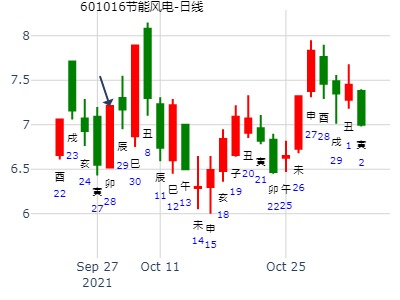 601016节能风电-日线
8
7.5
7
6.5
6
酉
22
戌
23
亥
24
寅
27
卯
28
辰
29
巳
30
丑
8
辰
11
巳
12
午
13
未
14
申
15
亥
18
子
19
丑
20
寅
21
卯
22
午
25
未
26
申
27
酉
28
戌
29
丑
1
寅
2
Sep 27
2021
Oct 11
Oct 25